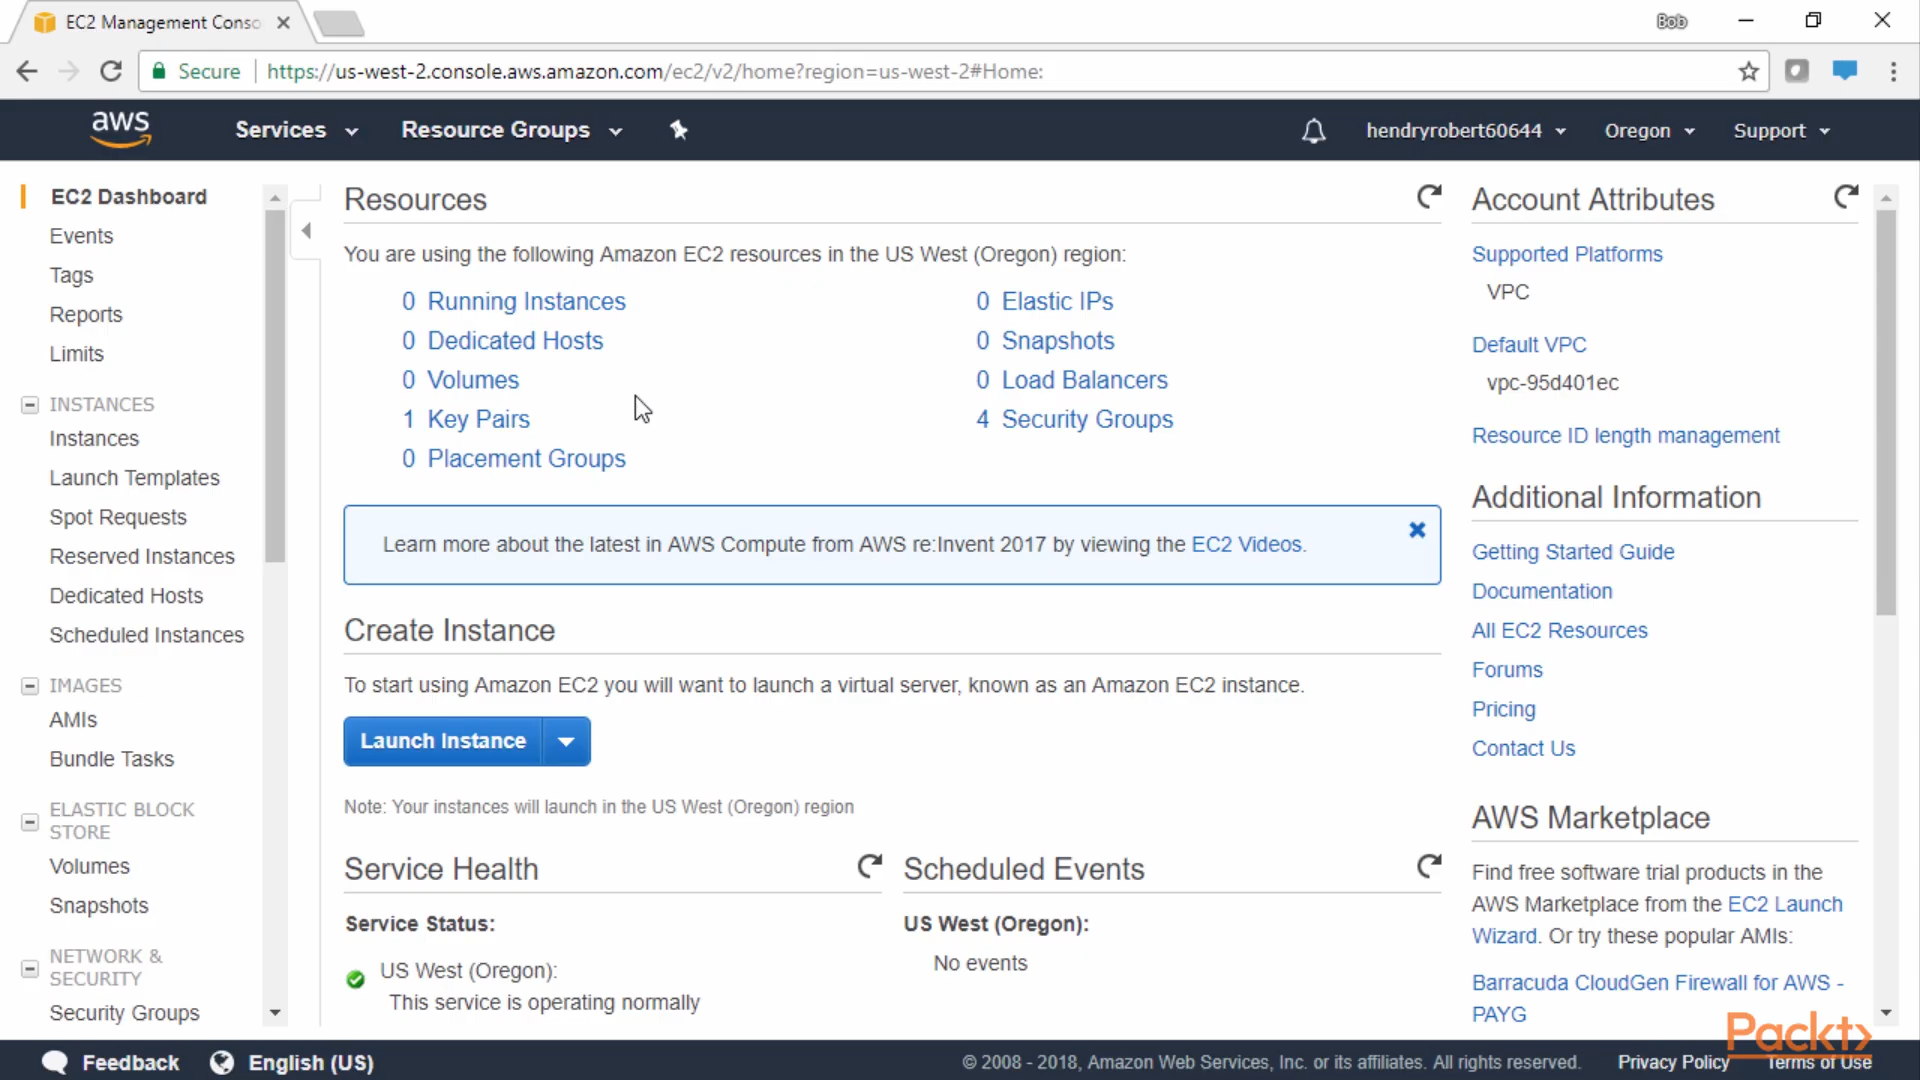 EC2 Management Conso
Bob
Secure
https://us-west-2.console.aws.amazon.com/ec2/v2/home?region=us-west-2#Home:
aws
Services
Resource Groups
hendryrobert60644
Oregon
Support
EC2 Dashboard
Events
Tags
Reports
Limits
INSTANCES
Instances
Launch Templates
Spot Requests
Reserved Instances
Dedicated Hosts
Scheduled Instances
IMAGES
AMIs
Bundle Tasks
ELASTIC BLOCK
STORE
Volumes
Snapshots
NETWORK &
SECURITY
Security Groups
Resources
You are using the following Amazon EC2 resources in the US West (Oregon) region:
0 Running Instances
0 Dedicated Hosts
0 Volumes
1 Key Pairs
0 Placement Groups
0 Elastic IPs
0 Snapshots
0 Load Balancers
4 Security Groups
Learn more about the latest in AWS Compute from AWS re:Invent 2017 by viewing the EC2 Videos.
Create Instance
To start using Amazon EC2 you will want to launch a virtual server, known as an Amazon EC2 instance.
Launch Instance
Note: Your instances will launch in the US West (Oregon) region
Service Health
Service Status:
US West (Oregon):
This service is operating normally
Scheduled Events
US West (Oregon):
No events
Account Attributes
Supported Platforms
VPC
Default VPC
vpc-95d401ec
Resource ID length management
Additional Information
Getting Started Guide
Documentation
All EC2 Resources
Forums
Pricing
Contact Us
AWS Marketplace
Find free software trial products in the
AWS Marketplace from the EC2 Launch
Wizard. Or try these popular AMIs:
Barracuda CloudGen Firewall for AWS -
PAYG
Packt
Feedback
English (US)
© 2008 - 2018, Amazon Web Services, Inc. or its affiliates. All rights reserved.
Privacy Policy
Terms of Use